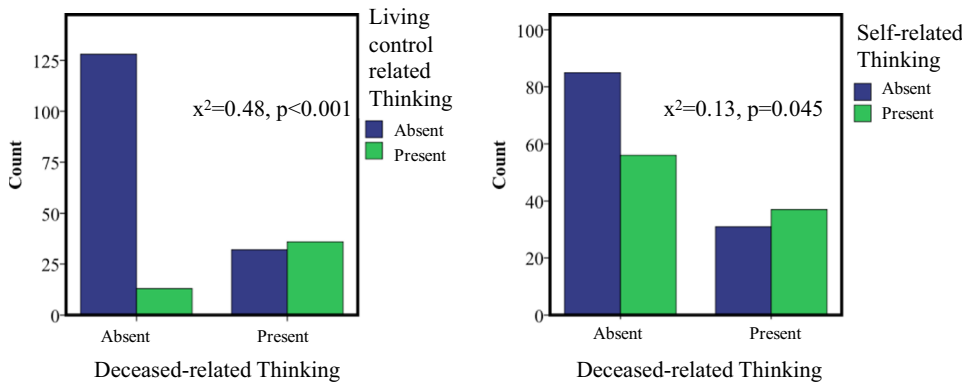 Living
control
related
Thinking
Absent
Present
x²=0.48, p<0.001
Count
125
100
75
50
25
0
Absent
Present
Deceased-related Thinking
Self-related
Thinking
Absent
Present
x²=0.13, p=0.045
Count
100
80
60
40
20
0
Absent
Present
Deceased-related Thinking